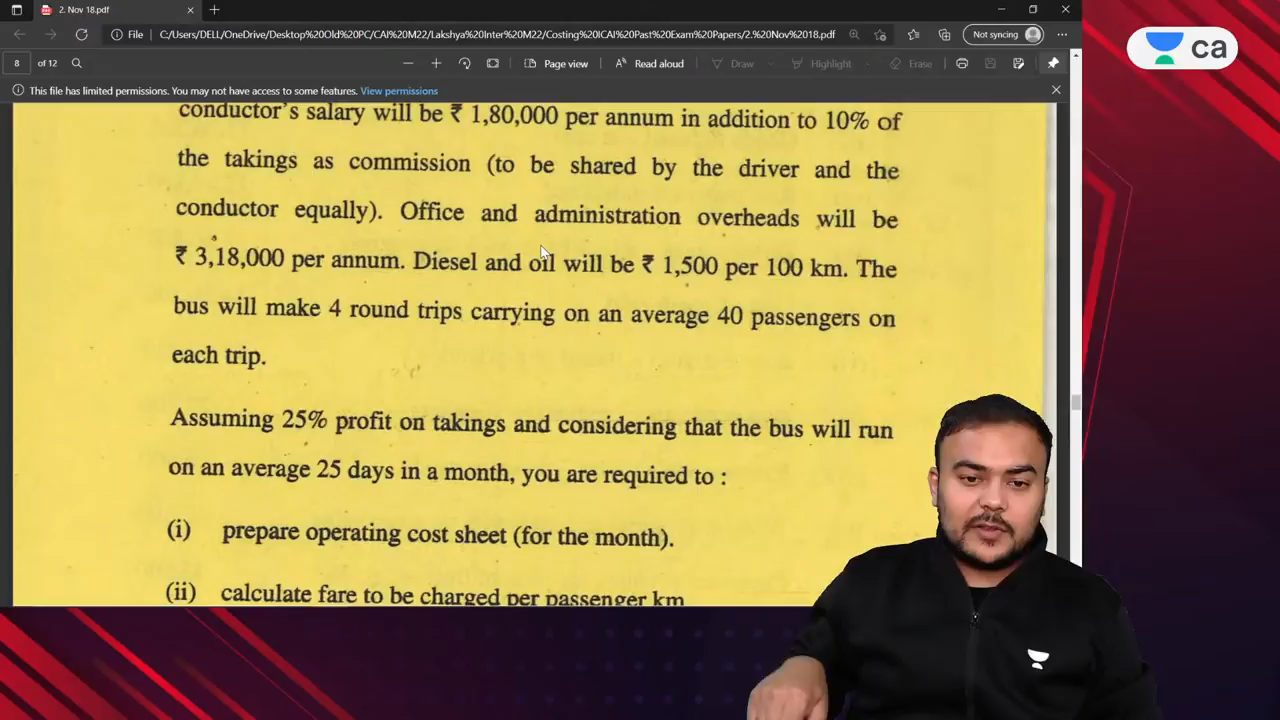 2. Nov 18.pdf
File
C:/Users/DELL/OneDrive/Desktop%20Old%20PC/CAI%20M22/Lakshya%20Inter%20M22/Costing%20ICAI%20Past%20Exam%20Papers/2.%20Nov%2018.pdf
Not syncing
8 of 12
Page view
Read aloud
Draw
Highlight
Erase
This file has limited permissions. You may not have access to some features. View permissions
ca
conductor's salary will be ₹ 1,80,000 per annum in addition to 10% of
the takings as commission (to be shared by the driver and the
conductor equally). Office and administration overheads will be
₹ 3,18,000 per annum. Diesel and oil will be ₹ 1,500 per 100 km. The
bus will make 4 round trips carrying on an average 40 passengers on
each trip.
Assuming 25% profit on takings and considering that the bus will run
on an average 25 days in a month, you are required to :
(i) prepare operating cost sheet (for the month).
(ii) calculate fare to be charged per passenger km